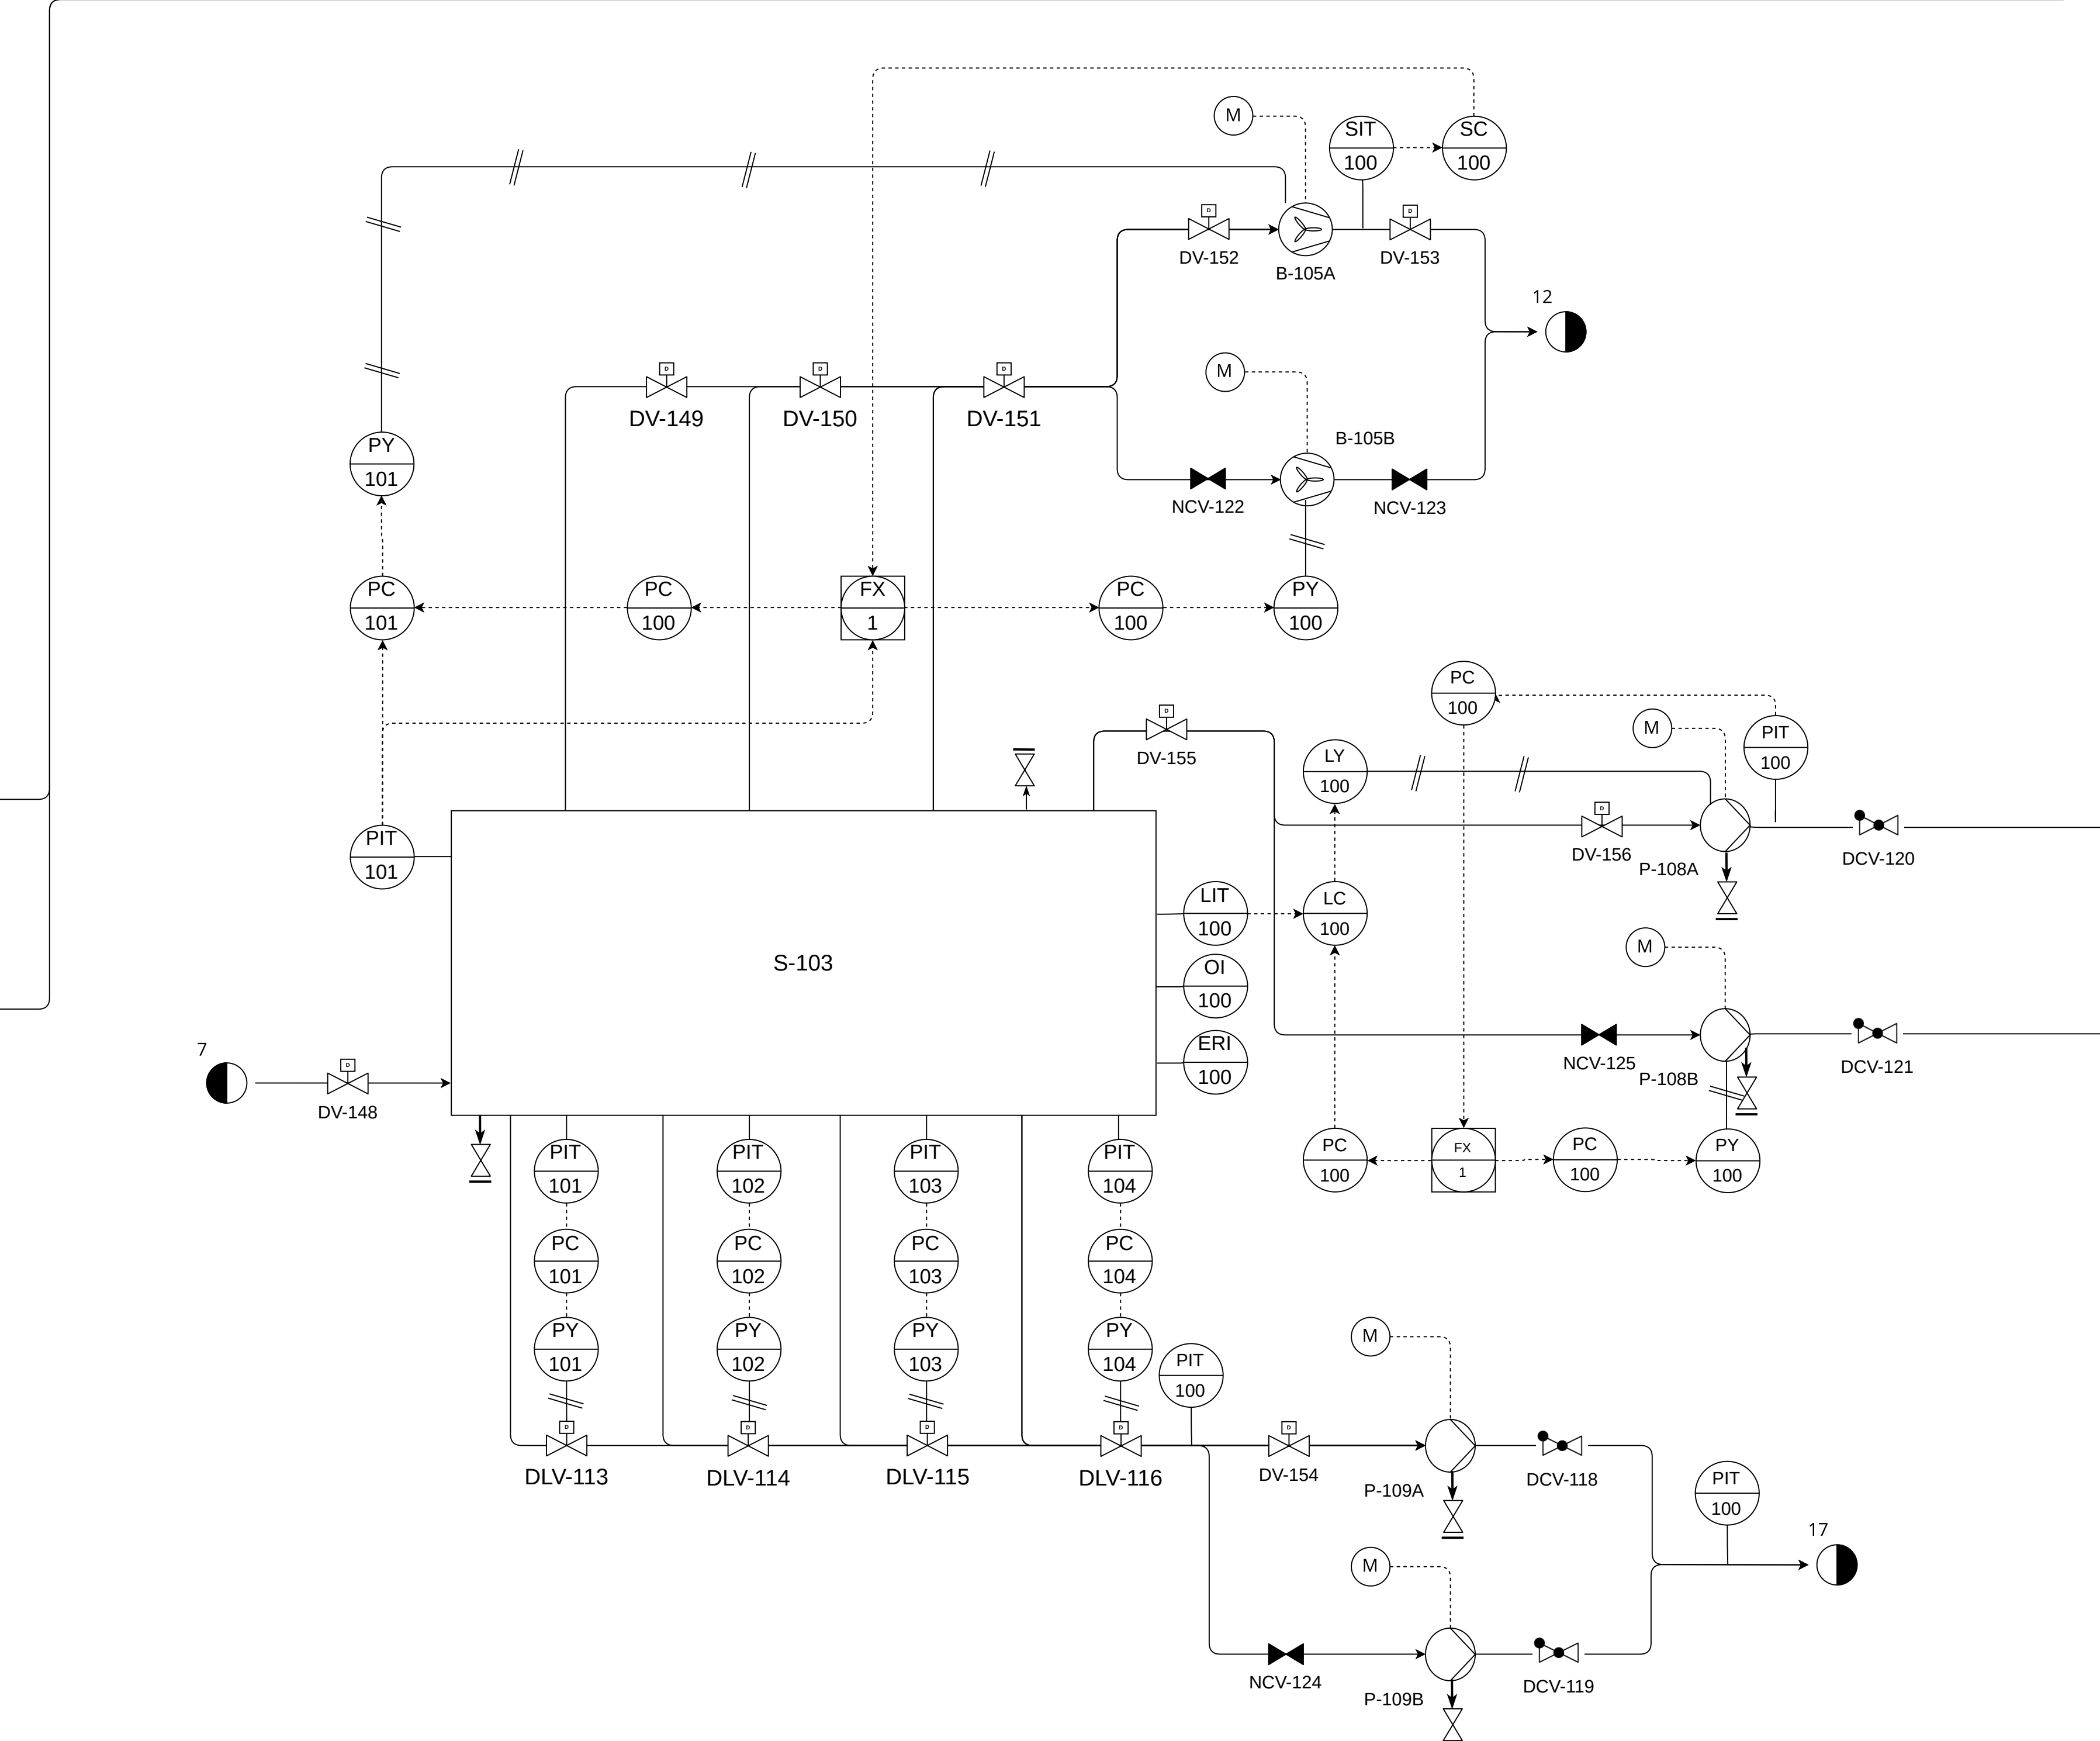 M
SIT
100
SC
100
DV-152
B-105A
DV-153
12
D
D
M
D
D
D
DV-149
DV-150
DV-151
B-105B
PY
101
NCV-122
NCV-123
PC
101
PC
100
FX
1
PC
100
PY
100
PC
100
D
M
PIT
100
DV-155
LY
100
D
DV-156
P-108A
DCV-120
PIT
101
LIT
100
LC
100
S-103
OI
100
M
ERI
100
7
D
DV-148
NCV-125
P-108B
DCV-121
PIT
101
PIT
102
PIT
103
PIT
104
PC
100
FX
1
PC
100
PY
100
PC
101
PC
102
PC
103
PC
104
PY
101
PY
102
PY
103
PY
104
M
PIT
100
D
D
D
D
D
DLV-113
DLV-114
DLV-115
DLV-116
DV-154
P-109A
DCV-118
PIT
100
17
M
NCV-124
P-109B
DCV-119